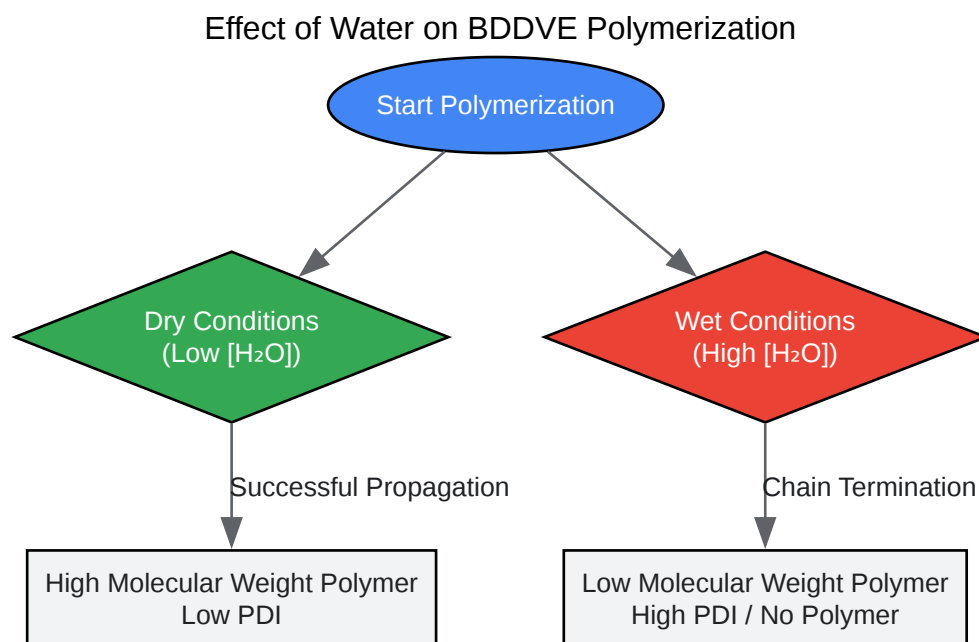 Effect of Water on BDDVE Polymerization
Start Polymerization
Dry Conditions
(Low [H₂O])
Wet Conditions
(High [H₂O])
Successful Propagation
Chain Termination
High Molecular Weight Polymer
Low PDI
Low Molecular Weight Polymer
High PDI / No Polymer